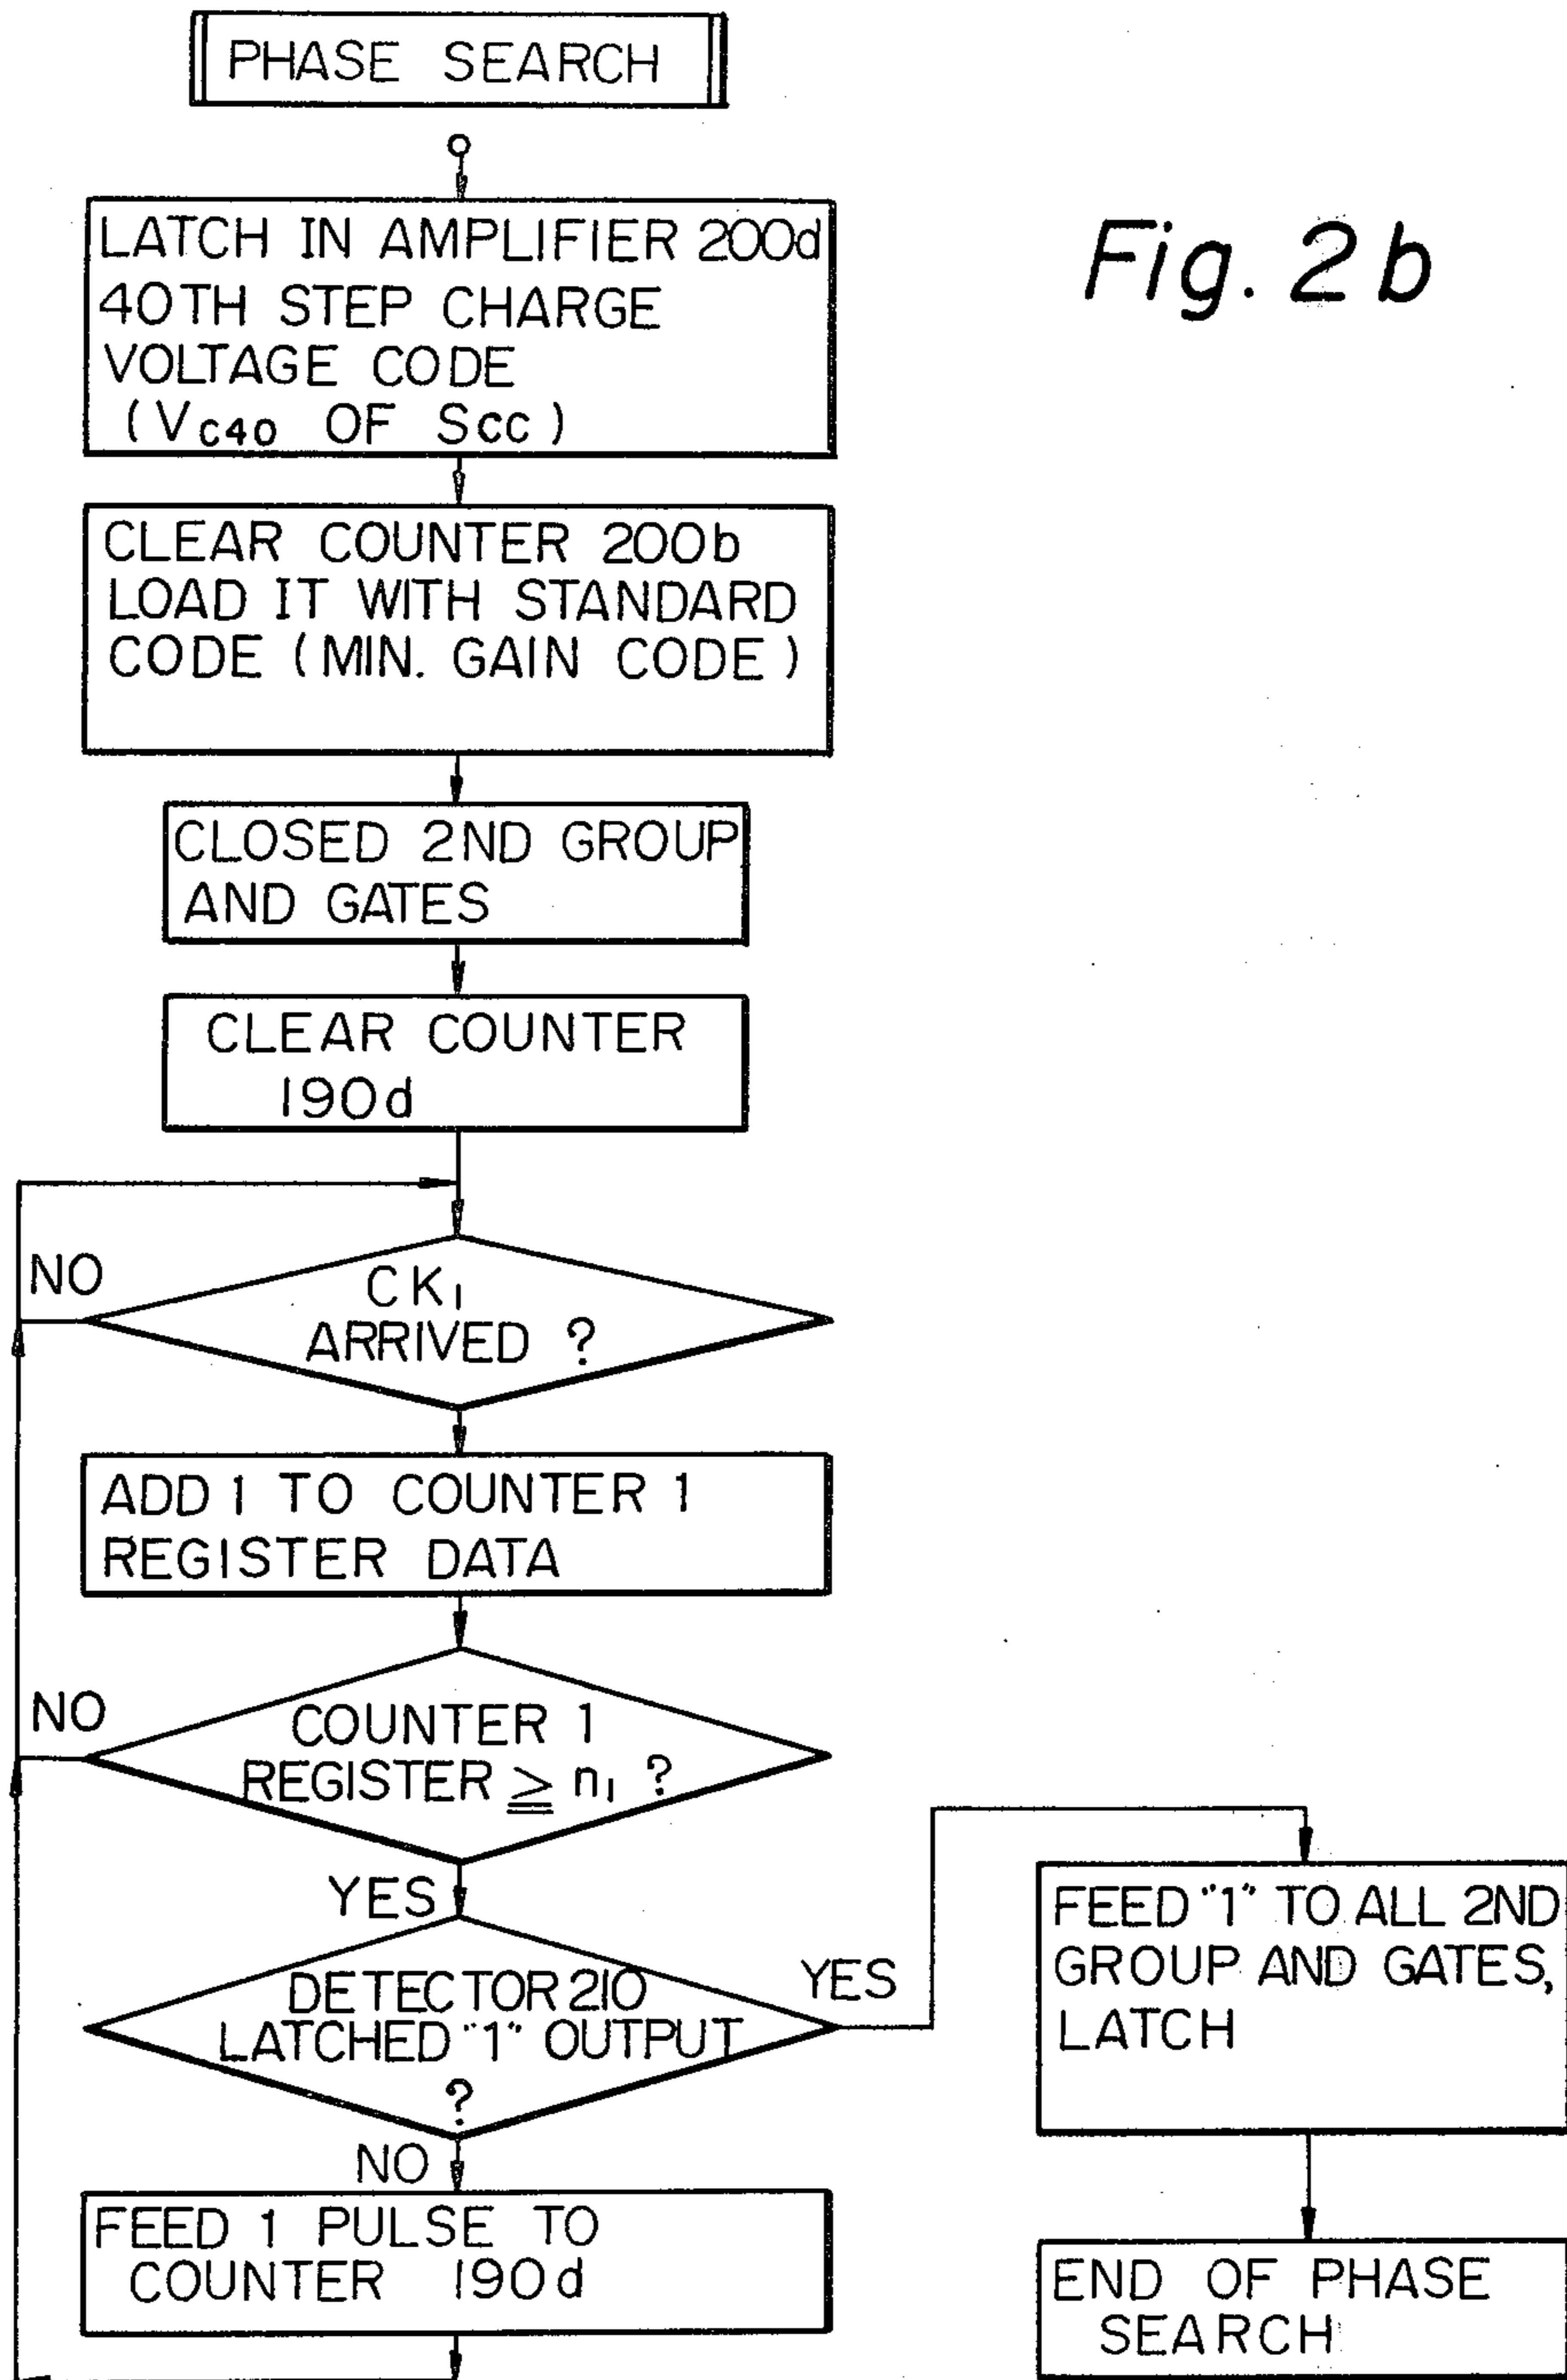 PHASE SEARCH
Fig. 2b
LATCH IN AMPLIFIER 200d
40TH STEP CHARGE
VOLTAGE CODE
(VC40 OF SCC)
CLEAR COUNTER 200b
LOAD IT WITH STANDARD
CODE (MIN. GAIN CODE)
CLOSED 2ND GROUP
AND GATES
CLEAR COUNTER
190d
NO
CK1
ARRIVED ?
ADD 1 TO COUNTER 1
REGISTER DATA
NO
COUNTER 1
REGISTER ≧ n1 ?
YES
DETECTOR 210
LATCHED "1" OUTPUT
?
YES
FEED "1" TO ALL 2ND
GROUP AND GATES,
LATCH
NO
FEED 1 PULSE TO
COUNTER 190d
END OF PHASE
SEARCH